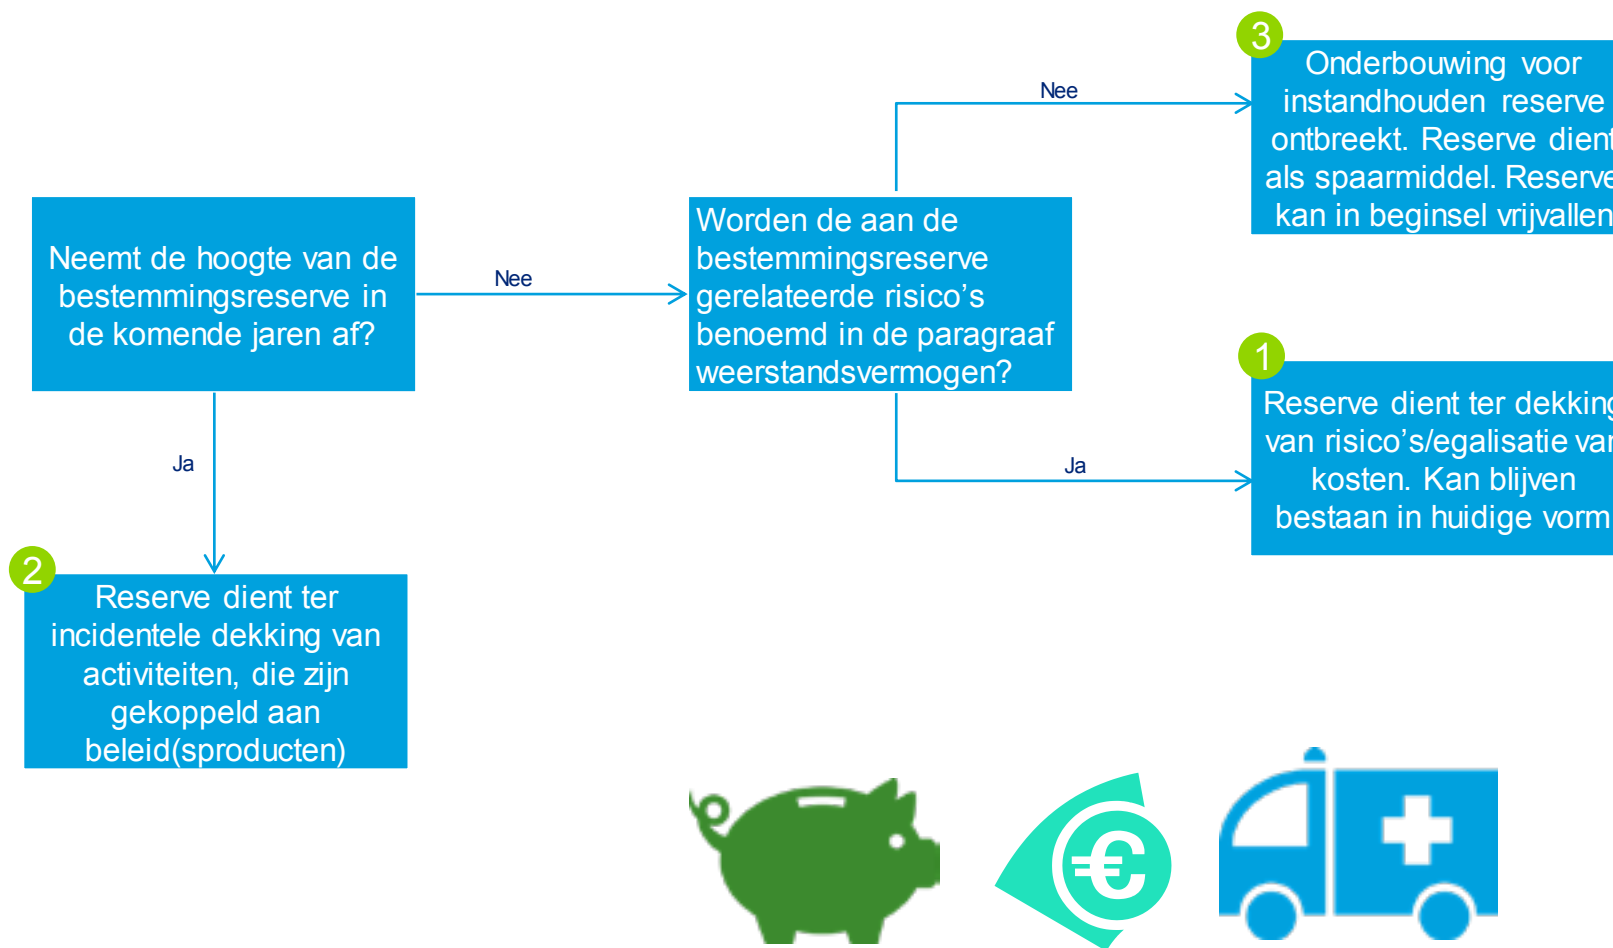 Neemt de hoogte van de
bestemmingsreserve in
de komende jaren af?
Nee
Ja
2
Reserve dient ter
incidentele dekking van
activiteiten, die zijn
gekoppeld aan
beleid(sproducten)
Worden de aan de
bestemmingsreserve
gerelateerde risico's
benoemd in de paragraaf
weerstandsvermogen?
Nee
3
Onderbouwing voor
instandhouden reserve
ontbreekt. Reserve dient
als spaarmiddel. Reserve
kan in beginsel vrijvallen
Ja
1
Reserve dient ter dekking
van risico's/egalisatie van
kosten. Kan blijven
bestaan in huidige vorm
€